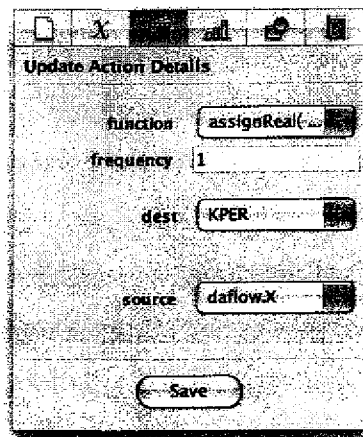 χ
Update Action Details
function assignReal(-...
frequency 1
dest KPER
source daflow.X
Save